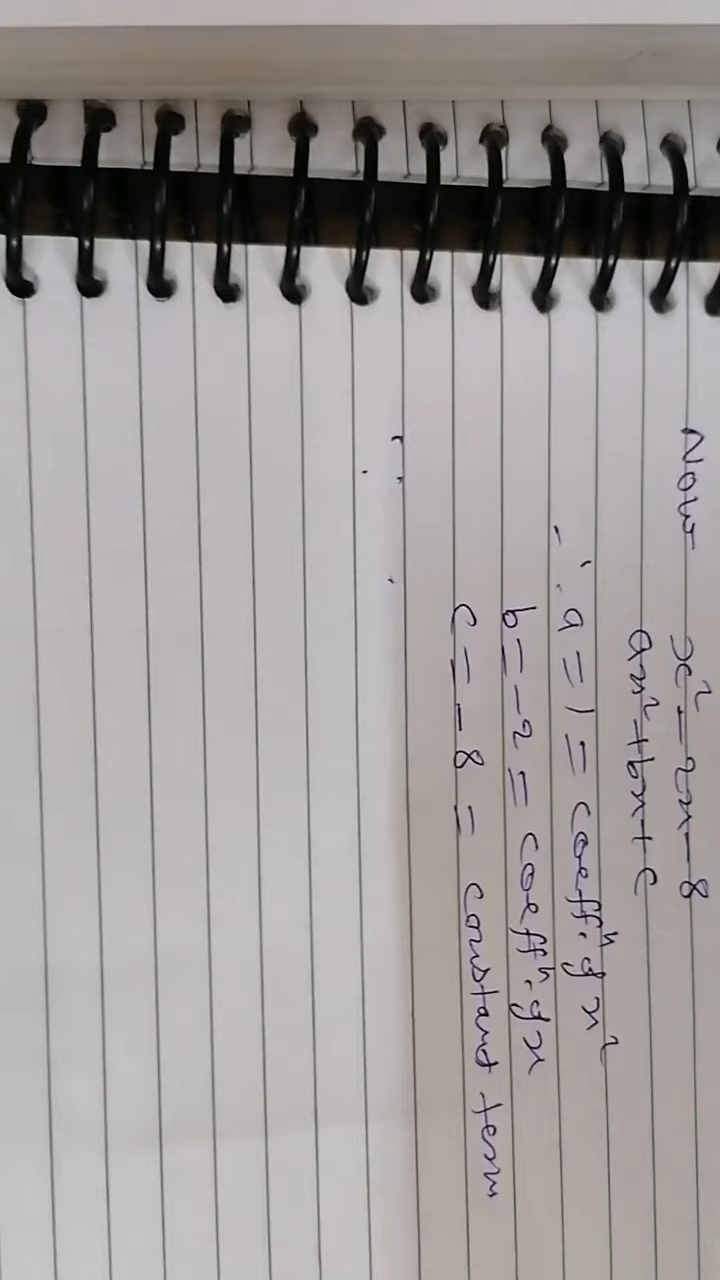 Now x² - 2x - 8
ax² + bx + c
∴ a = 1 = coeffⁿ. of x²
b = -2 = coeffⁿ. of x
c = -8 = constant term